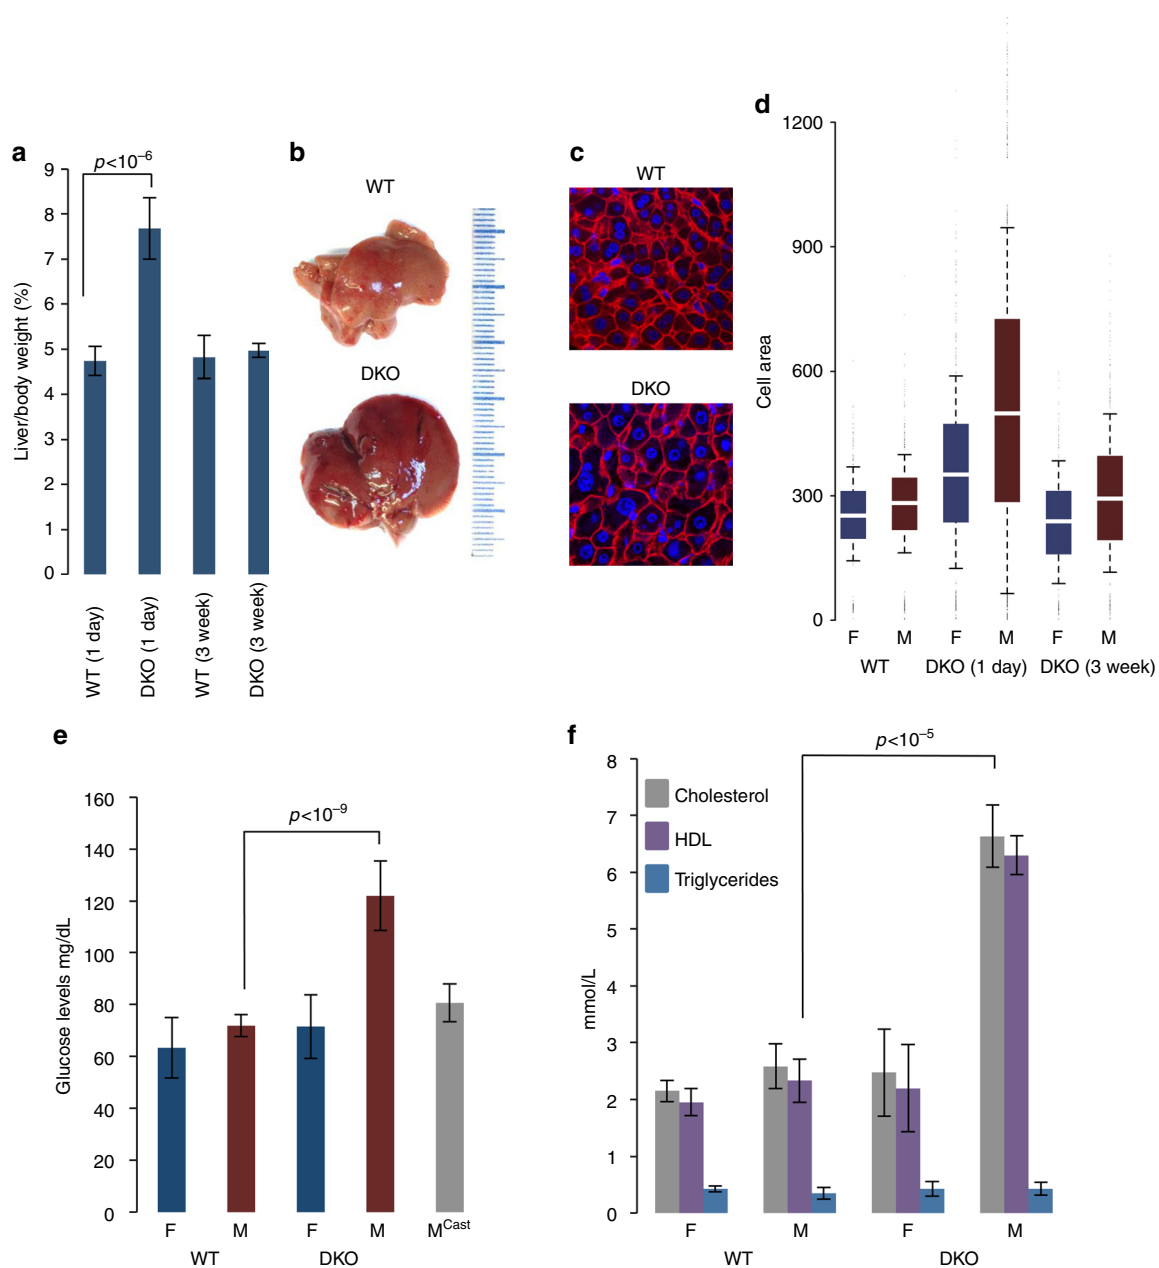 a
p<10⁻⁶
Liver/body weight (%)
9
8
7
6
5
4
3
2
1
0
WT (1 day)
DKO (1 day)
WT (3 week)
DKO (3 week)
b
WT
DKO
c
WT
DKO
d
Cell area
1200
900
600
300
0
F M F M F M
WT DKO (1 day) DKO (3 week)
e
p<10⁻⁹
Glucose levels mg/dL
160
140
120
100
80
60
40
20
0
F M F M Mᶜᵃˢᵗ
WT DKO
f
p<10⁻⁵
mmol/L
8
7
6
5
4
3
2
1
0
Cholesterol
HDL
Triglycerides
F M F M
WT DKO